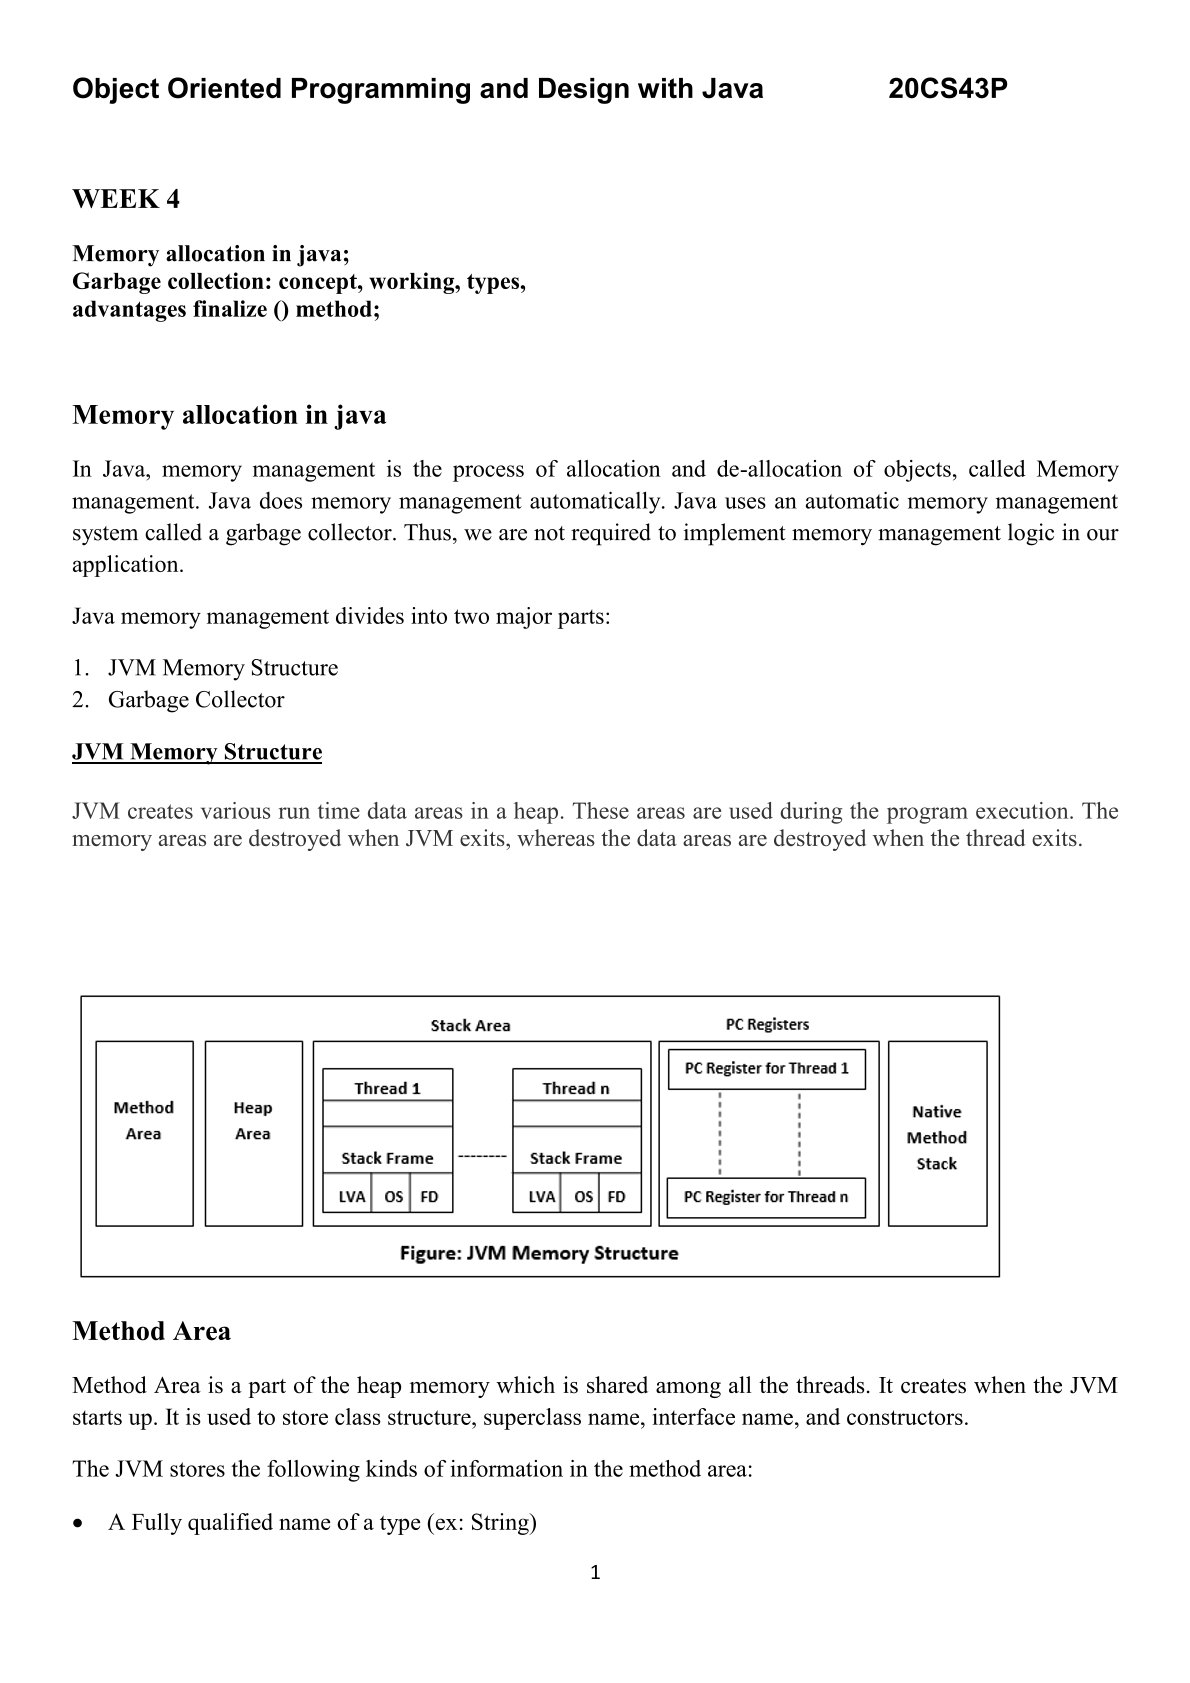 Object Oriented Programming and Design with Java 20CS43P
WEEK 4
Memory allocation in java;
Garbage collection: concept, working, types,
advantages finalize () method;
Memory allocation in java
In Java, memory management is the process of allocation and de-allocation of objects, called Memory
management. Java does memory management automatically. Java uses an automatic memory management
system called a garbage collector. Thus, we are not required to implement memory management logic in our
application.
Java memory management divides into two major parts:
1. JVM Memory Structure
2. Garbage Collector
JVM Memory Structure
JVM creates various run time data areas in a heap. These areas are used during the program execution. The
memory areas are destroyed when JVM exits, whereas the data areas are destroyed when the thread exits.
Method
Area
Heap
Area
Stack Area
Thread 1
Stack Frame
LVA OS FD
Thread n
Stack Frame
LVA OS FD
PC Registers
PC Register for Thread 1
PC Register for Thread n
Native
Method
Stack
Figure: JVM Memory Structure
Method Area
Method Area is a part of the heap memory which is shared among all the threads. It creates when the JVM
starts up. It is used to store class structure, superclass name, interface name, and constructors.
The JVM stores the following kinds of information in the method area:
• A Fully qualified name of a type (ex: String)
1